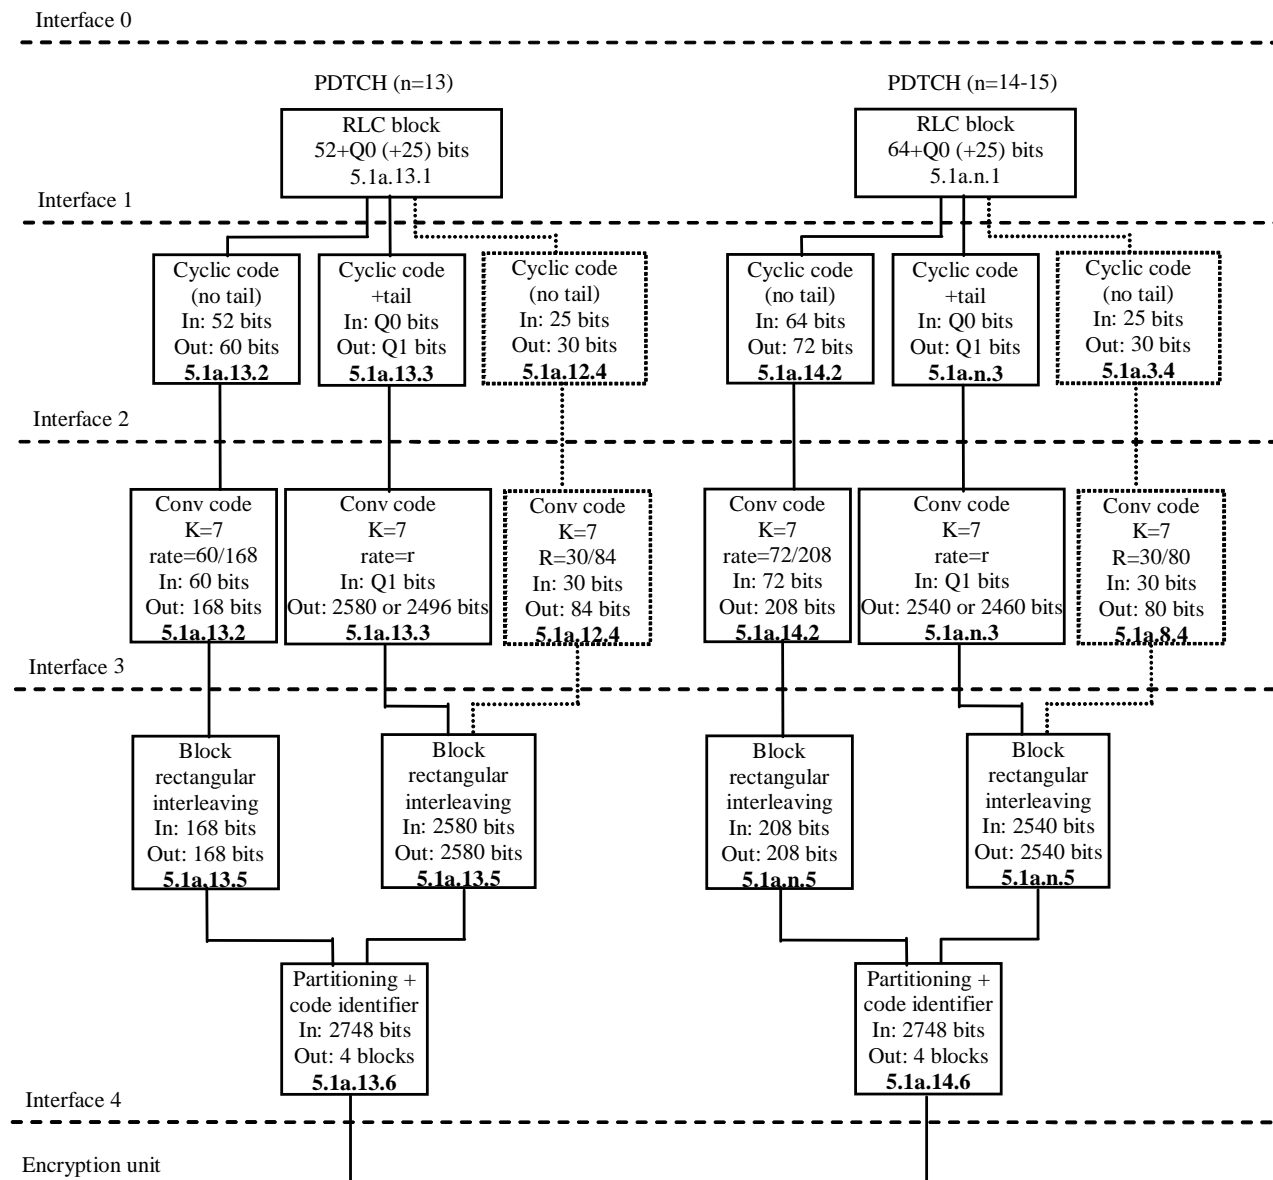 Interface 0
PDTCH (n=13)
PDTCH (n=14-15)
RLC block
52+Q0 (+25) bits
5.1a.13.1
RLC block
64+Q0 (+25) bits
5.1a.n.1
Interface 1
Cyclic code
(no tail)
In: 52 bits
Out: 60 bits
5.1a.13.2
Cyclic code
+tail
In: Q0 bits
Out: Q1 bits
5.1a.13.3
Cyclic code
(no tail)
In: 25 bits
Out: 30 bits
5.1a.12.4
Cyclic code
(no tail)
In: 64 bits
Out: 72 bits
5.1a.14.2
Cyclic code
+tail
In: Q0 bits
Out: Q1 bits
5.1a.n.3
Cyclic code
(no tail)
In: 25 bits
Out: 30 bits
5.1a.3.4
Interface 2
Conv code
K=7
rate=60/168
In: 60 bits
Out: 168 bits
5.1a.13.2
Conv code
K=7
rate=r
In: Q1 bits
Out: 2580 or 2496 bits
5.1a.13.3
Conv code
K=7
R=30/84
In: 30 bits
Out: 84 bits
5.1a.12.4
Conv code
K=7
rate=72/208
In: 72 bits
Out: 208 bits
5.1a.14.2
Conv code
K=7
rate=r
In: Q1 bits
Out: 2540 or 2460 bits
5.1a.n.3
Conv code
K=7
R=30/80
In: 30 bits
Out: 80 bits
5.1a.8.4
Interface 3
Block
rectangular
interleaving
In: 168 bits
Out: 168 bits
5.1a.13.5
Block
rectangular
interleaving
In: 2580 bits
Out: 2580 bits
5.1a.13.5
Block
rectangular
interleaving
In: 208 bits
Out: 208 bits
5.1a.n.5
Block
rectangular
interleaving
In: 2540 bits
Out: 2540 bits
5.1a.n.5
Partitioning +
code identifier
In: 2748 bits
Out: 4 blocks
5.1a.13.6
Partitioning +
code identifier
In: 2748 bits
Out: 4 blocks
5.1a.14.6
Interface 4
Encryption unit